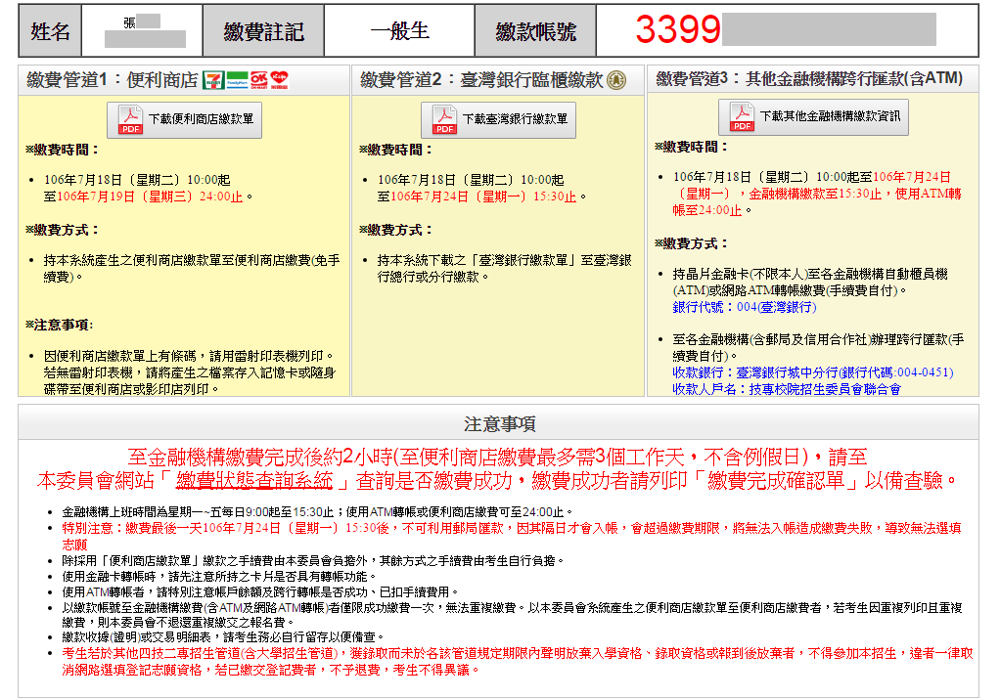 姓名 張 繳費註記 一般生 繳款帳號 3399
繳費管道1：便利商店
下載便利商店繳款單
PDF
※繳費時間：
106年7月18日〔星期二〕10:00起
至106年7月19日〔星期三〕24:00止。
※繳費方式：
持本系統產生之便利商店繳款單至便利商店繳費(免手
續費)。
※注意事項:
因便利商店繳款單上有條碼，請用雷射印表機列印。
若無雷射印表機，請將產生之檔案存入記憶卡或隨身
碟帶至便利商店或影印店列印。
繳費管道2：臺灣銀行臨櫃繳款
下載臺灣銀行繳款單
PDF
※繳費時間：
106年7月18日〔星期二〕10:00起
至106年7月24日〔星期一〕15:30止。
※繳費方式：
持本系統下載之「臺灣銀行繳款單」至臺灣銀
行總行或分行繳款。
繳費管道3：其他金融機構跨行匯款(含ATM)
下載其他金融機構繳款資訊
PDF
※繳費時間：
106年7月18日〔星期二〕10:00起至106年7月24日
〔星期一〕，金融機構繳款至15:30止，使用ATM轉
帳至24:00止。
※繳費方式：
持晶片金融卡(不限本人)至各金融機構自動櫃員機
(ATM)或網路ATM轉帳繳費(手續費自付)。
銀行代號：004(臺灣銀行)
至各金融機構(含郵局及信用合作社)辦理跨行匯款(手
續費自付)。
收款銀行：臺灣銀行城中分行(銀行代碼:004-0451)
收款人戶名：技專校院招生委員會聯合會
注意事項
至金融機構繳費完成後約2小時(至便利商店繳費最多需3個工作天，不含例假日)，請至
本委員會網站「 繳費狀態查詢系統 」查詢是否繳費成功，繳費成功者請列印「繳費完成確認單」以備查驗。
金融機構上班時間為星期一~五每日9:00起至15:30止；使用ATM轉帳或便利商店繳費可至24:00止。
特別注意：繳費最後一天106年7月24日〔星期一〕15:30後，不可利用郵局匯款，因其隔日才會入帳，會超過繳費期限，將無法入帳造成繳費失敗，導致無法選填
志願
除採用「便利商店繳款單」繳款之手續費由本委員會負擔外，其餘方式之手續費由考生自行負擔。
使用金融卡轉帳時，請先注意所持之卡片是否具有轉帳功能。
使用ATM轉帳者，請特別注意帳戶餘額及跨行轉帳是否成功、已扣手續費用。
以繳款帳號至金融機構繳費(含ATM及網路ATM轉帳)者僅限成功繳費一次，無法重複繳費。以本委員會系統產生之便利商店繳款單至便利商店繳費者，若考生因重複列印且重複
繳費，則本委員會不退還重複繳交之報名費。
繳款收據(證明)或交易明細表，請考生務必自行留存以便備查。
考生若於其他四技二專招生管道(含大學招生管道)，獲錄取而未於各該管道規定期限內聲明放棄入學資格、錄取資格或報到後放棄者，不得參加本招生，違者一律取
消網路選填登記志願資格，若已繳交登記費者，不予退費，考生不得異議。